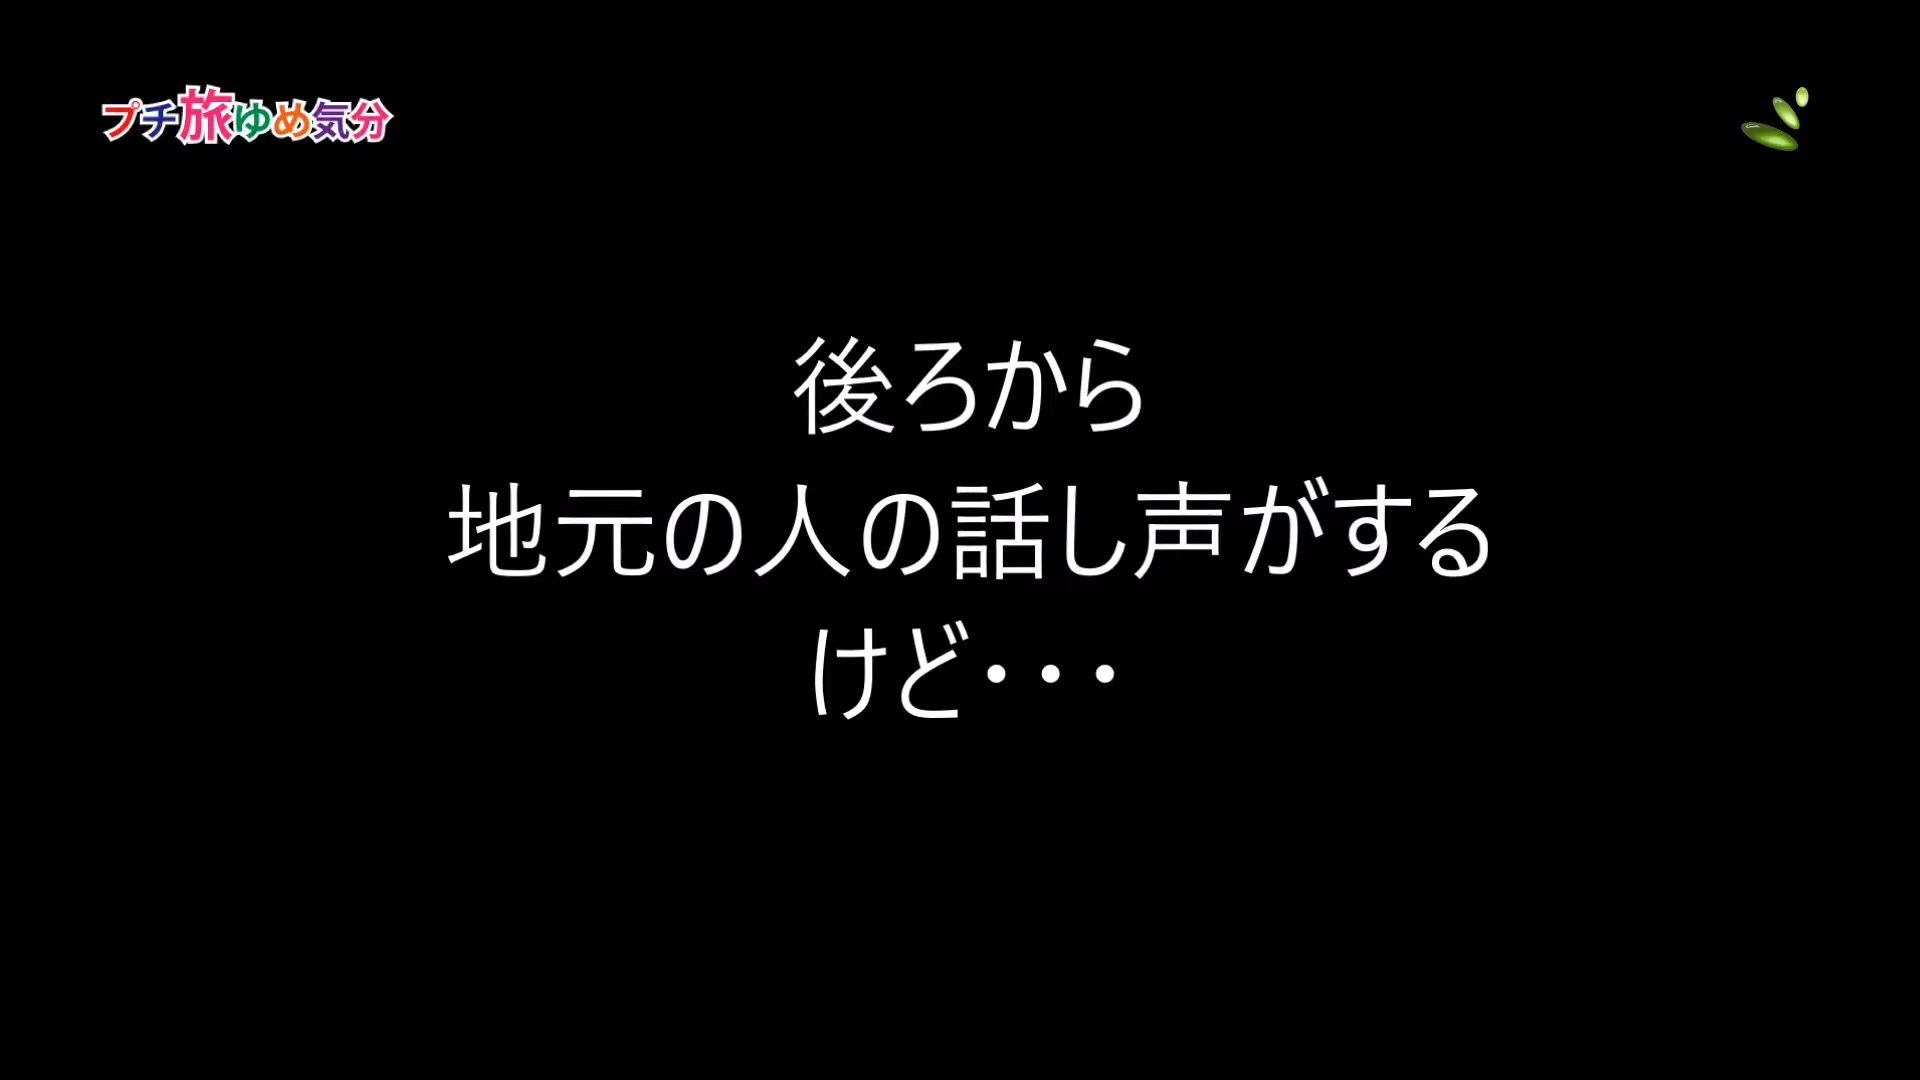 プチ旅ゆめ気分
後ろから
地元の人の話し声がする
けど・・・